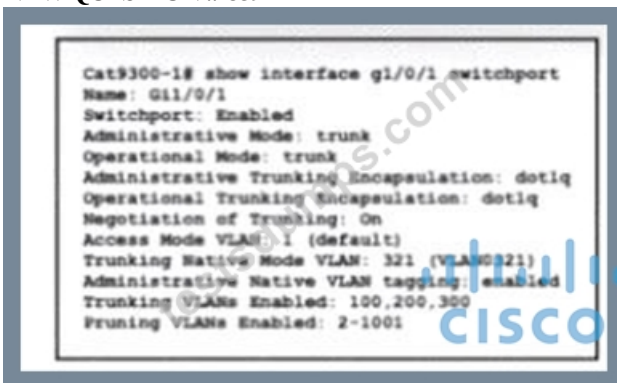 Cat9300-1# show interface g1/0/1 switchport
Name: Gi1/0/1
Switchport: Enabled
Administrative Mode: trunk
Operational Mode: trunk
Administrative Trunking Encapsulation: dot1q
Operational Trunking Encapsulation: dot1q
Negotiation of Trunking: On
Access Mode VLAN: 1 (default)
Trunking Native Mode VLAN: 321 (VLAN0321)
Administrative Native VLAN tagging: enabled
Trunking VLANs Enabled: 100,200,300
Pruning VLANs Enabled: 2-1001
CISCO